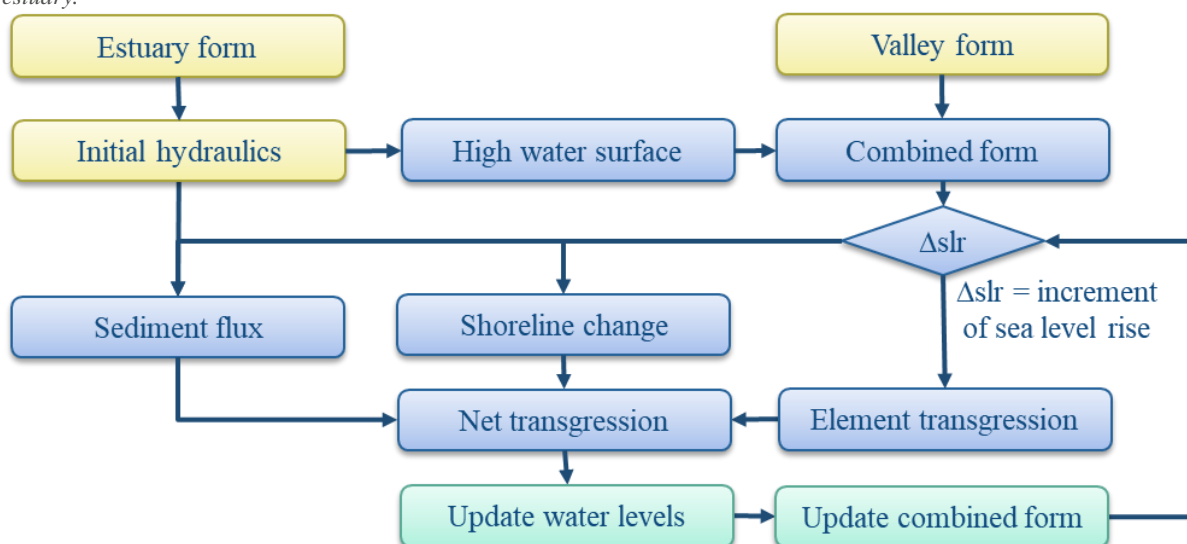 estuary.
Estuary form
Valley form
Initial hydraulics
High water surface
Combined form
Δslr
Δslr = increment
of sea level rise
Sediment flux
Shoreline change
Net transgression
Element transgression
Update water levels
Update combined form